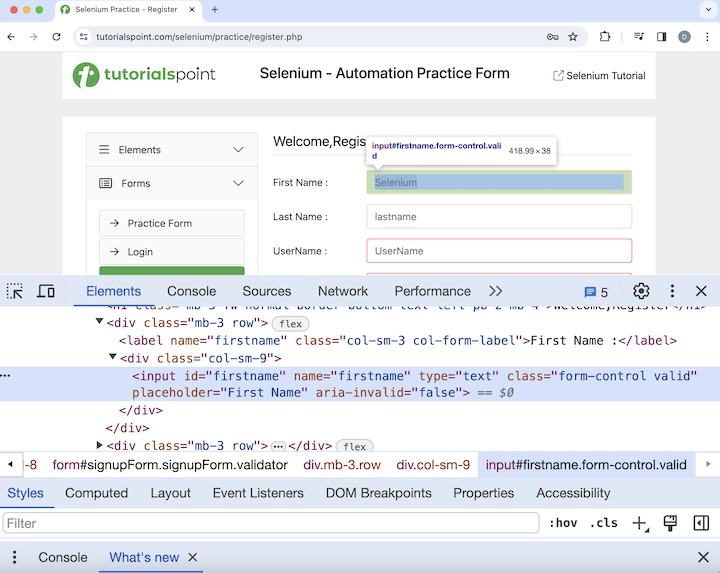 Selenium Practice - Register
tutorialspoint.com/selenium/practice/register.php
D
tutorialspoint
Selenium - Automation Practice Form
Selenium Tutorial
Elements
Forms
Practice Form
Login
Welcome,Regis
input#firstname.form-control.vali
d
418.99 × 38
First Name :
Selenium
Last Name :
lastname
UserName :
UserName
Elements Console Sources Network Performance 5
<div class="mb-3 row"> flex
<label name="firstname" class="col-sm-3 col-form-label">First Name :</label>
<div class="col-sm-9">
<input id="firstname" name="firstname" type="text" class="form-control valid"
placeholder="First Name" aria-invalid="false"> == $0
</div>
</div>
<div class="mb-3 row"> ••• </div> flex
-8 form#signupForm.signupForm.validator div.mb-3.row div.col-sm-9 input#firstname.form-control.valid
Styles Computed Layout Event Listeners DOM Breakpoints Properties Accessibility
Filter :hov .cls
Console What's new